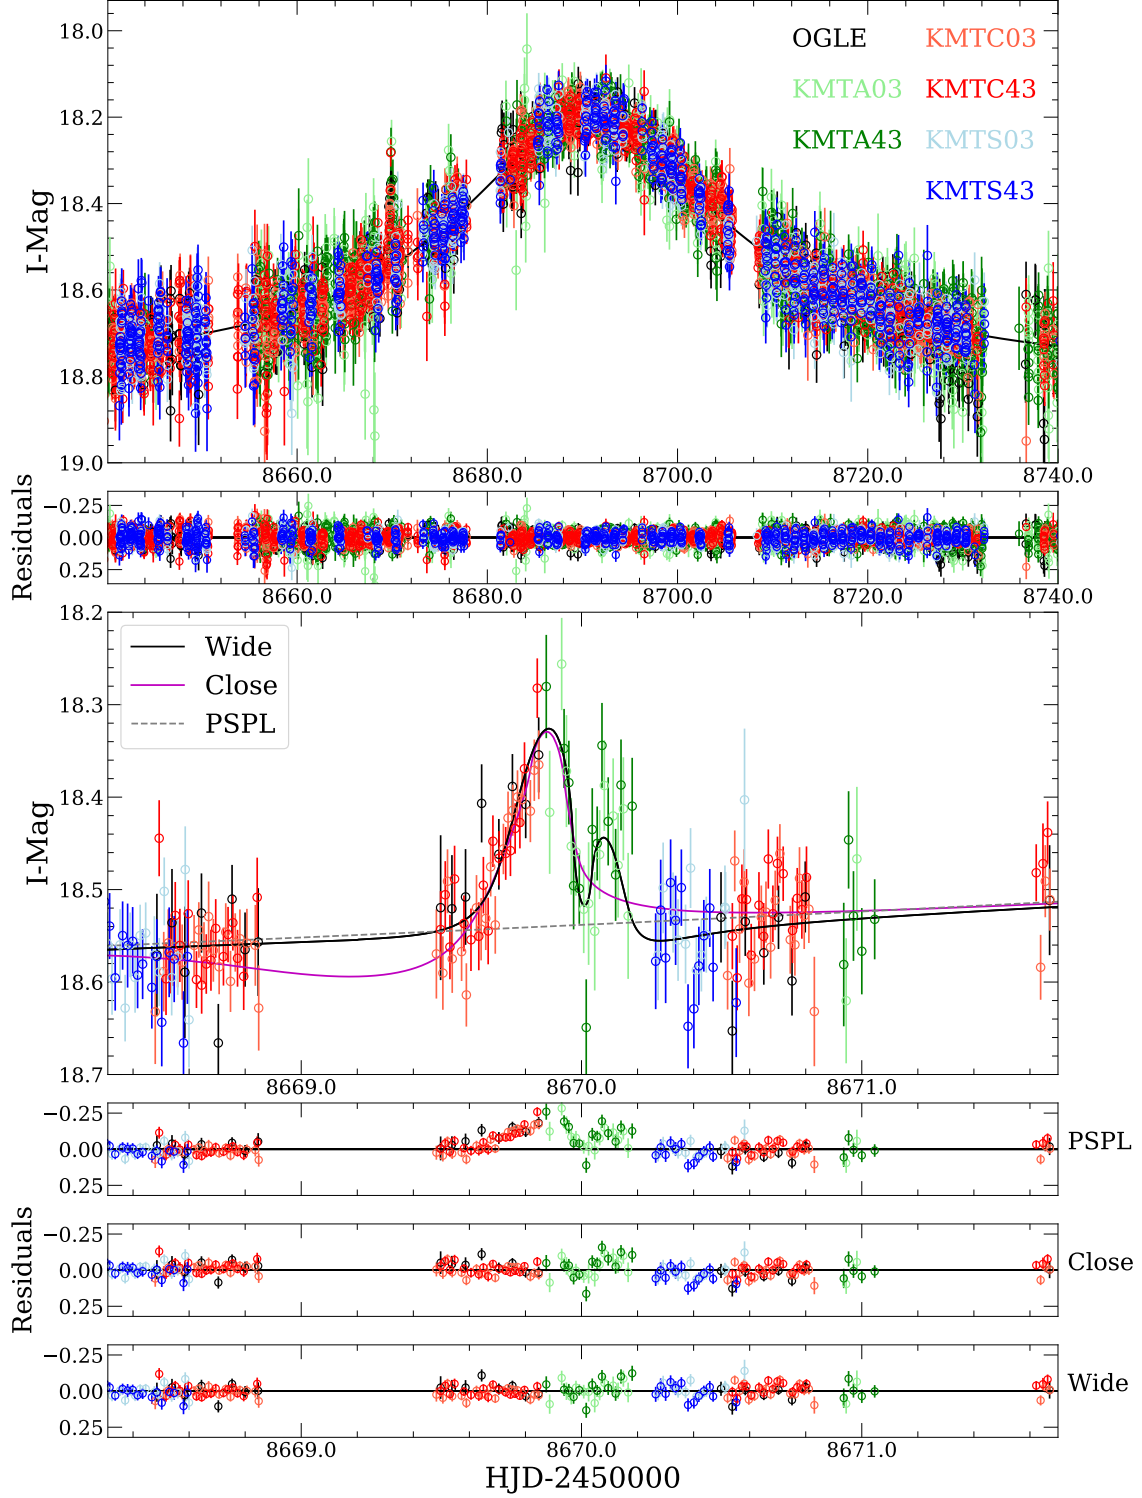 18.0
18.2
18.4
18.6
18.8
19.0
I-Mag
OGLE KMTC03
KMTA03 KMTC43
KMTA43 KMTS03
KMTS43
8660.0 8680.0 8700.0 8720.0 8740.0
Residuals
−0.25
0.00
0.25
8660.0 8680.0 8700.0 8720.0 8740.0
18.2
18.3
18.4
18.5
18.6
18.7
I-Mag
Wide
Close
PSPL
8669.0 8670.0 8671.0
−0.25
0.00
0.25
PSPL
Residuals
−0.25
0.00
0.25
Close
−0.25
0.00
0.25
Wide
8669.0 8670.0 8671.0
HJD-2450000